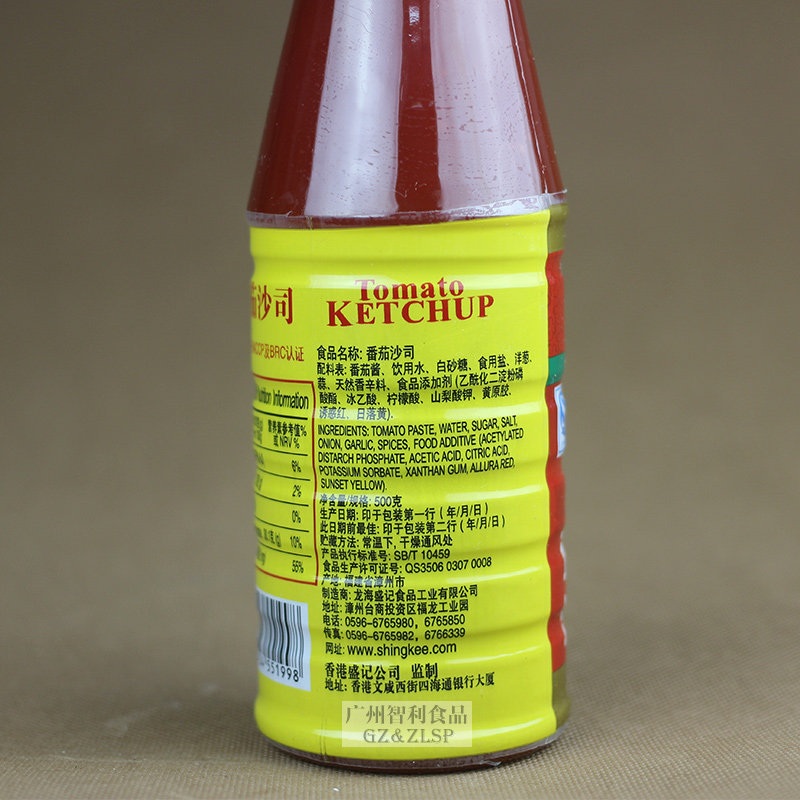 茄沙司
ACCP及BRC认证
Nutrition Information
营养素参考值%
或 NRV %
6%
2%
0%
10%
55%
551998
Tomato
KETCHUP
食品名称: 番茄沙司
配料表: 番茄酱、饮用水、白砂糖、食用盐、洋葱、
蒜、天然香辛料、食品添加剂 (乙酰化二淀粉磷
酸酯、冰乙酸、柠檬酸、山梨酸钾、黄原胶、
诱惑红、日落黄).
INGREDIENTS: TOMATO PASTE, WATER, SUGAR, SALT,
ONION, GARLIC, SPICES, FOOD ADDITIVE (ACETYLATED
DISTARCH PHOSPHATE, ACETIC ACID, CITRIC ACID,
POTASSIUM SORBATE, XANTHAN GUM, ALLURA RED,
SUNSET YELLOW).
净含量/规格: 500克
生产日期: 印于包装第一行 ( 年/月/日 )
此日期前最佳: 印于包装第二行 ( 年/月/日 )
贮藏方法: 常温下, 干燥通风处
产品执行标准号: SB/T 10459
食品生产许可证号: QS3506 0307 0008
产地: 福建省漳州市
制造商: 龙海盛记食品工业有限公司
地址: 漳州台商投资区福龙工业园
电话: 0596-6765980, 6765850
传真: 0596-6765982, 6766339
网址: www.shingkee.com
香港盛记公司 监制
地址: 香港文咸西街四海通银行大厦
广州智利食品
GZ&ZLSP